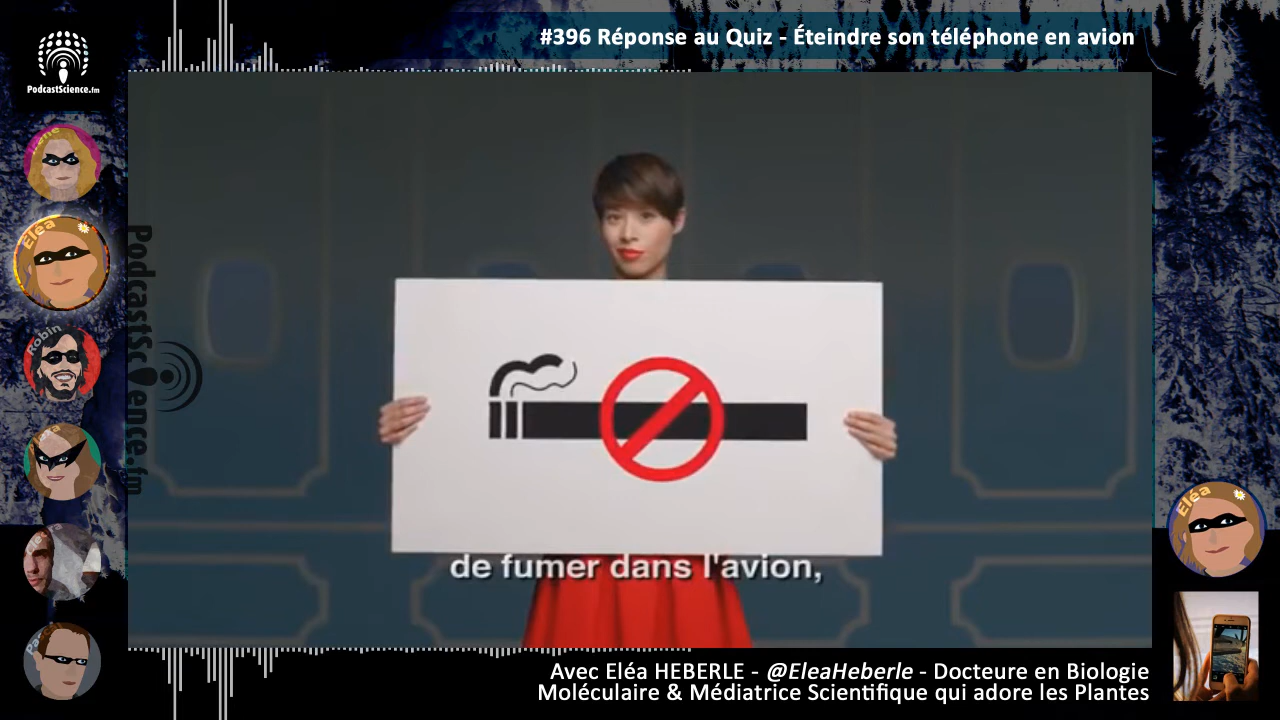 #396 Réponse au Quiz - Éteindre son téléphone en avion
PodcastScience.fm
Eléa
Robin
PodcastScience.fm
de fumer dans l'avion,
Eléa
Avec Eléa HEBERLE - @EleaHeberle - Docteure en Biologie
Moléculaire & Médiatrice Scientifique qui adore les Plantes